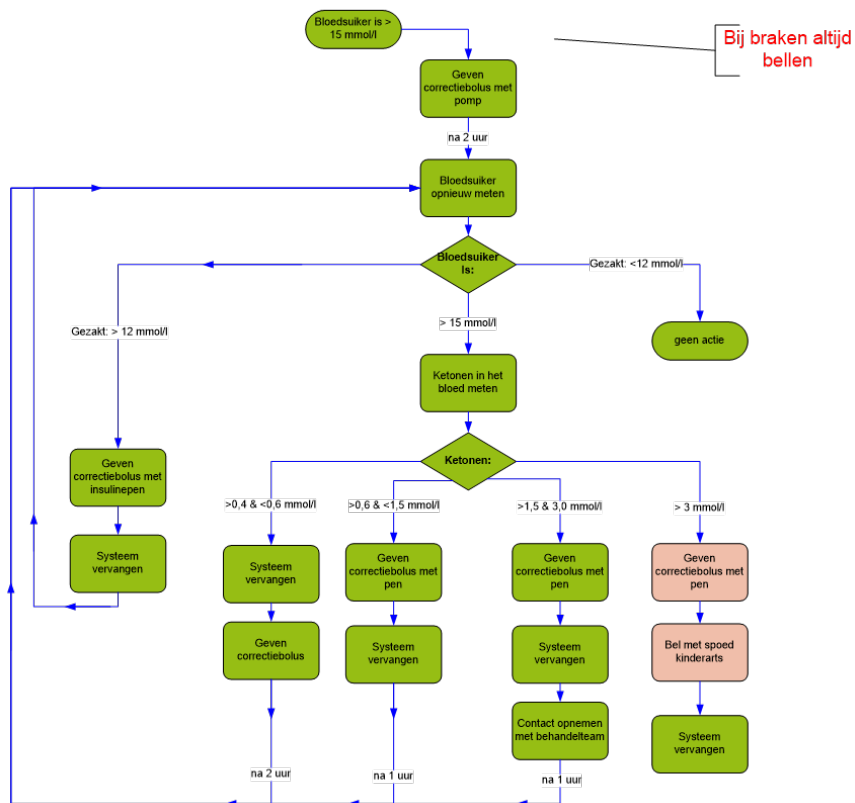 Bloedsuiker is >
15 mmol/l
Bij braken altijd
bellen
Geven
correctiebolus met
pomp
na 2 uur
Bloedsuiker
opnieuw meten
Bloedsuiker
Is:
Gezakt: <12 mmol/l
Gezakt: > 12 mmol/l
> 15 mmol/l
geen actie
Ketonen in het
bloed meten
Ketonen:
Geven
correctiebolus met
insulinepen
Systeem
vervangen
>0,4 & <0,6 mmol/l
>0,6 & <1,5 mmol/l
>1,5 & 3,0 mmol/l
> 3 mmol/l
Systeem
vervangen
Geven
correctiebolus
na 2 uur
Geven
correctiebolus met
pen
Systeem
vervangen
na 1 uur
Geven
correctiebolus met
pen
Systeem
vervangen
Contact opnemen
met behandelteam
na 1 uur
Geven
correctiebolus met
pen
Bel met spoed
kinderarts
Systeem
vervangen